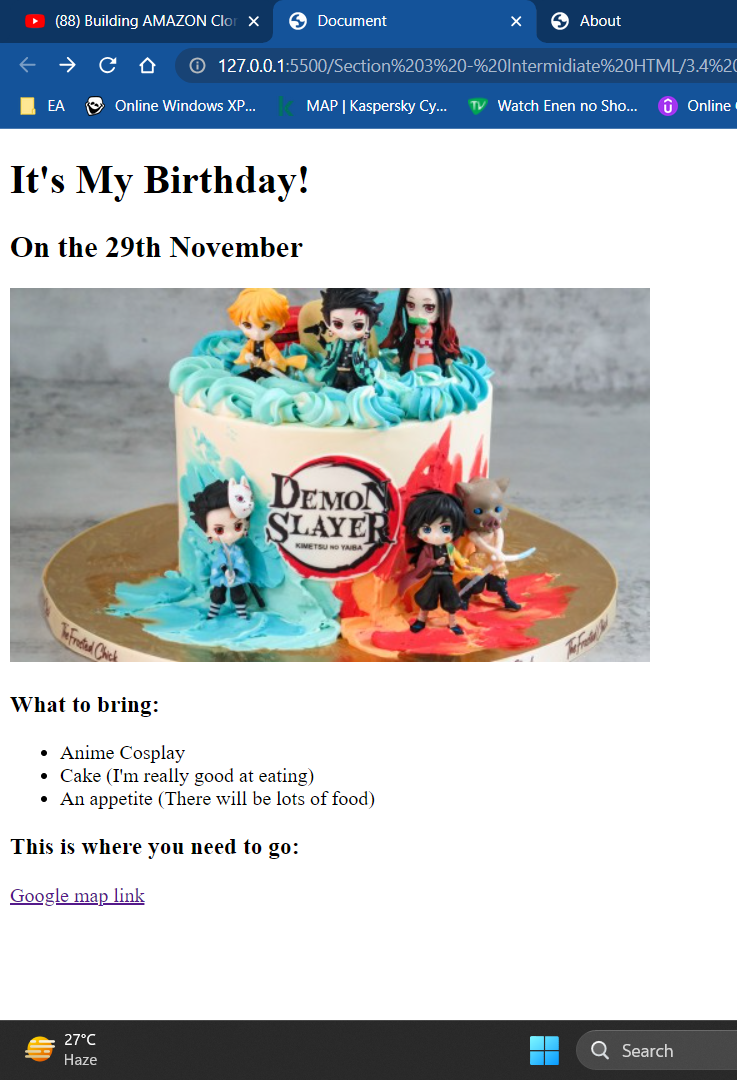 (88) Building AMAZON Clor
Document
About
127.0.0.1:5500/Section%203%20-%20Intermidiate%20HTML/3.4%20
EA
Online Windows XP...
MAP | Kaspersky Cy...
Watch Enen no Sho...
Online
It's My Birthday!
On the 29th November
DEMON
SLAYER
KIMETSU NO YAIBA
The Frosted Chick
The Frosted Chick
What to bring:
• Anime Cosplay
• Cake (I'm really good at eating)
• An appetite (There will be lots of food)
This is where you need to go:
Google map link
27°C
Haze
Search